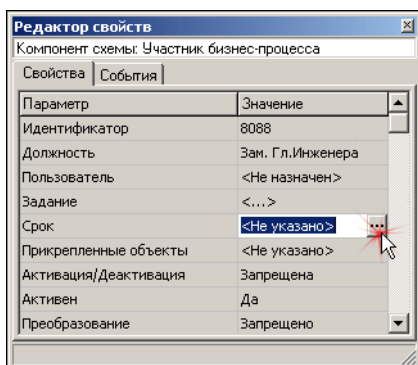 Редактор свойств
Компонент схемы: Участник бизнес-процесса
Свойства События
Параметр Значение
Идентификатор 8088
Должность Зам. Гл.Инженера
Пользователь <Не назначен>
Задание <...>
Срок <Не указано> ...
Прикрепленные объекты <Не указано>
Активация/Деактивация Запрещена
Активен Да
Преобразование Запрещено